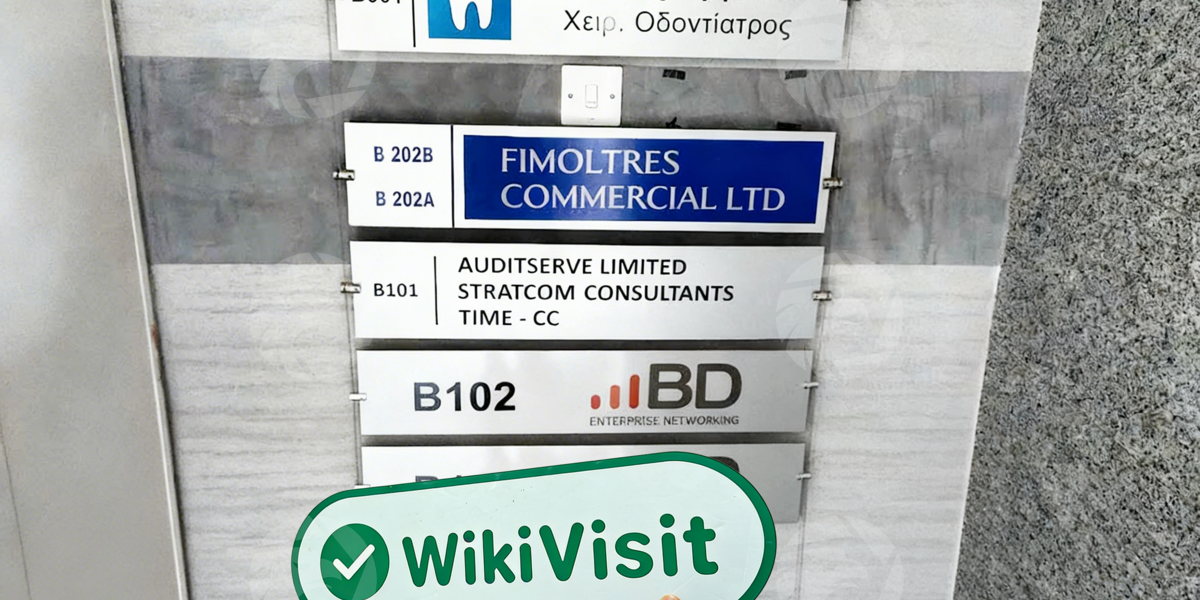 Χειρ. Οδοντίατρος
B 202B
B 202A
FIMOLTRES
COMMERCIAL LTD
B101
AUDITSERVE LIMITED
STRATCOM CONSULTANTS
TIME - CC
B102
BD
ENTERPRISE NETWORKING
WikiVisit